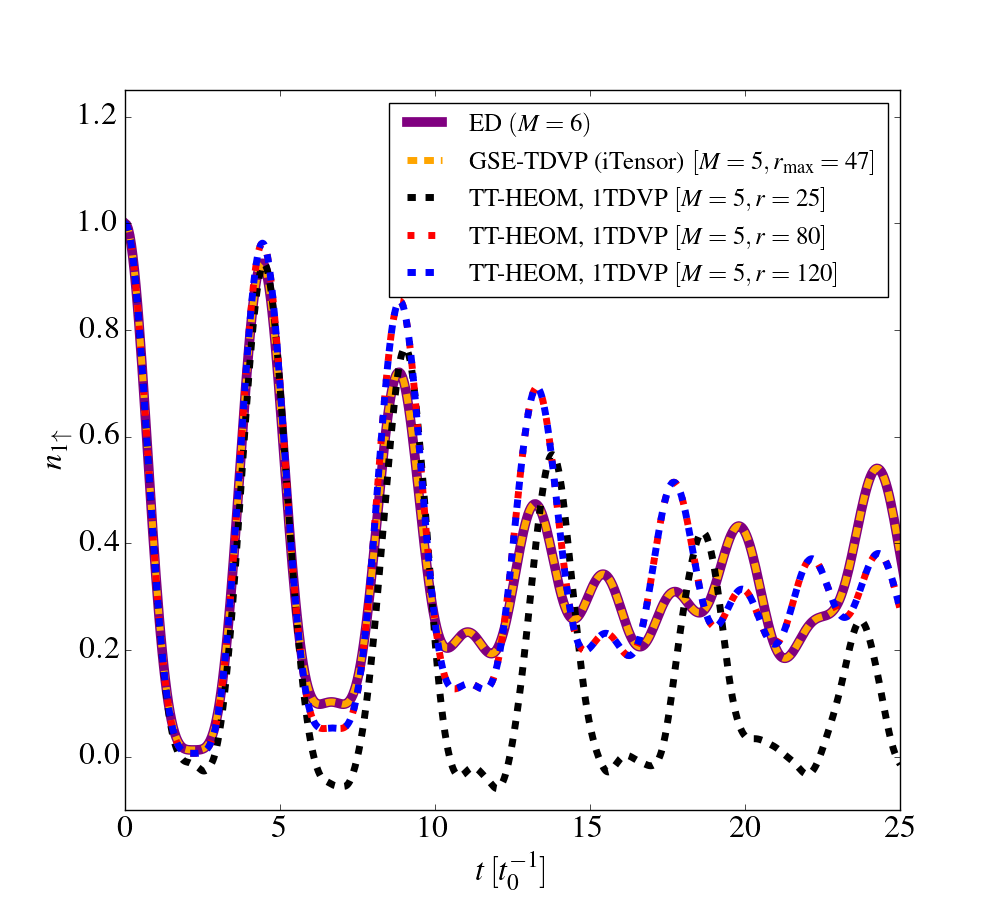 ED (M = 6)
GSE-TDVP (iTensor) [M = 5, r_max = 47]
TT-HEOM, 1TDVP [M = 5, r = 25]
TT-HEOM, 1TDVP [M = 5, r = 80]
TT-HEOM, 1TDVP [M = 5, r = 120]
1.2
1.0
0.8
0.6
0.4
0.2
0.0
n_{1↑}
0 5 10 15 20 25
t [t_0^{-1}]